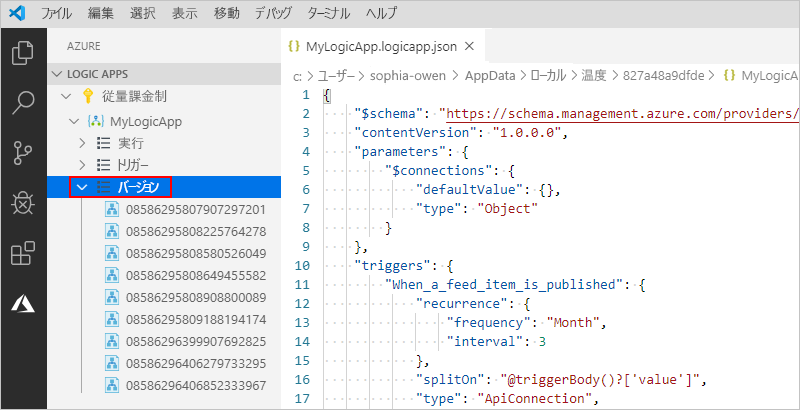 ファイル 編集 選択 表示 移動 デバッグ ターミナル ヘルプ
AZURE
LOGIC APPS
従量課金制
MyLogicApp
実行
トリガー
バージョン
08586295807907297201
08586295808225764278
08586295808580526049
08586295808649455582
08586295808908800089
08586295809188194174
08586296399907692825
08586296406279733295
08586296406852333967
MyLogicApp.logicapp.json
c: > ユーザー > sophia-owen > AppData > ローカル > 温度 > 827a48a9dfde > {} MyLogicA
1 {
2 "$schema": "https://schema.management.azure.com/providers/
3 "contentVersion": "1.0.0.0",
4 "parameters": {
5 "$connections": {
6 "defaultValue": {},
7 "type": "Object"
8 }
9 },
10 "triggers": {
11 "When_a_feed_item_is_published": {
12 "recurrence": {
13 "frequency": "Month",
14 "interval": 3
15 },
16 "splitOn": "@triggerBody()?['value']",
17 "type": "ApiConnection",